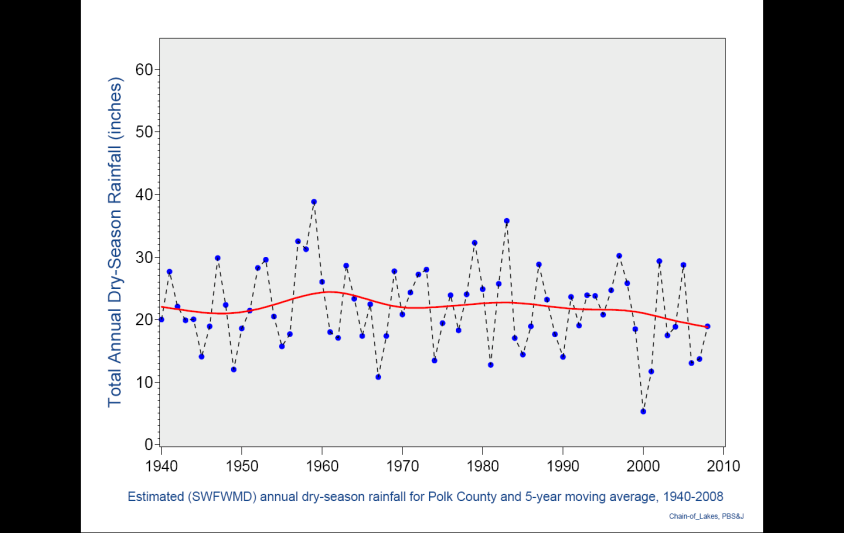 Total Annual Dry-Season Rainfall (inches)
60
50
40
30
20
10
0
1940 1950 1960 1970 1980 1990 2000 2010
Estimated (SWFWMD) annual dry-season rainfall for Polk County and 5-year moving average, 1940-2008
Chain-of_Lakes, PBS&J